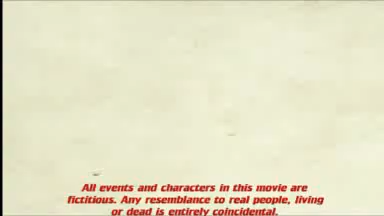 All events and characters in this movie are
fictitious. Any resemblance to real people, living
or dead is entirely coincidental.